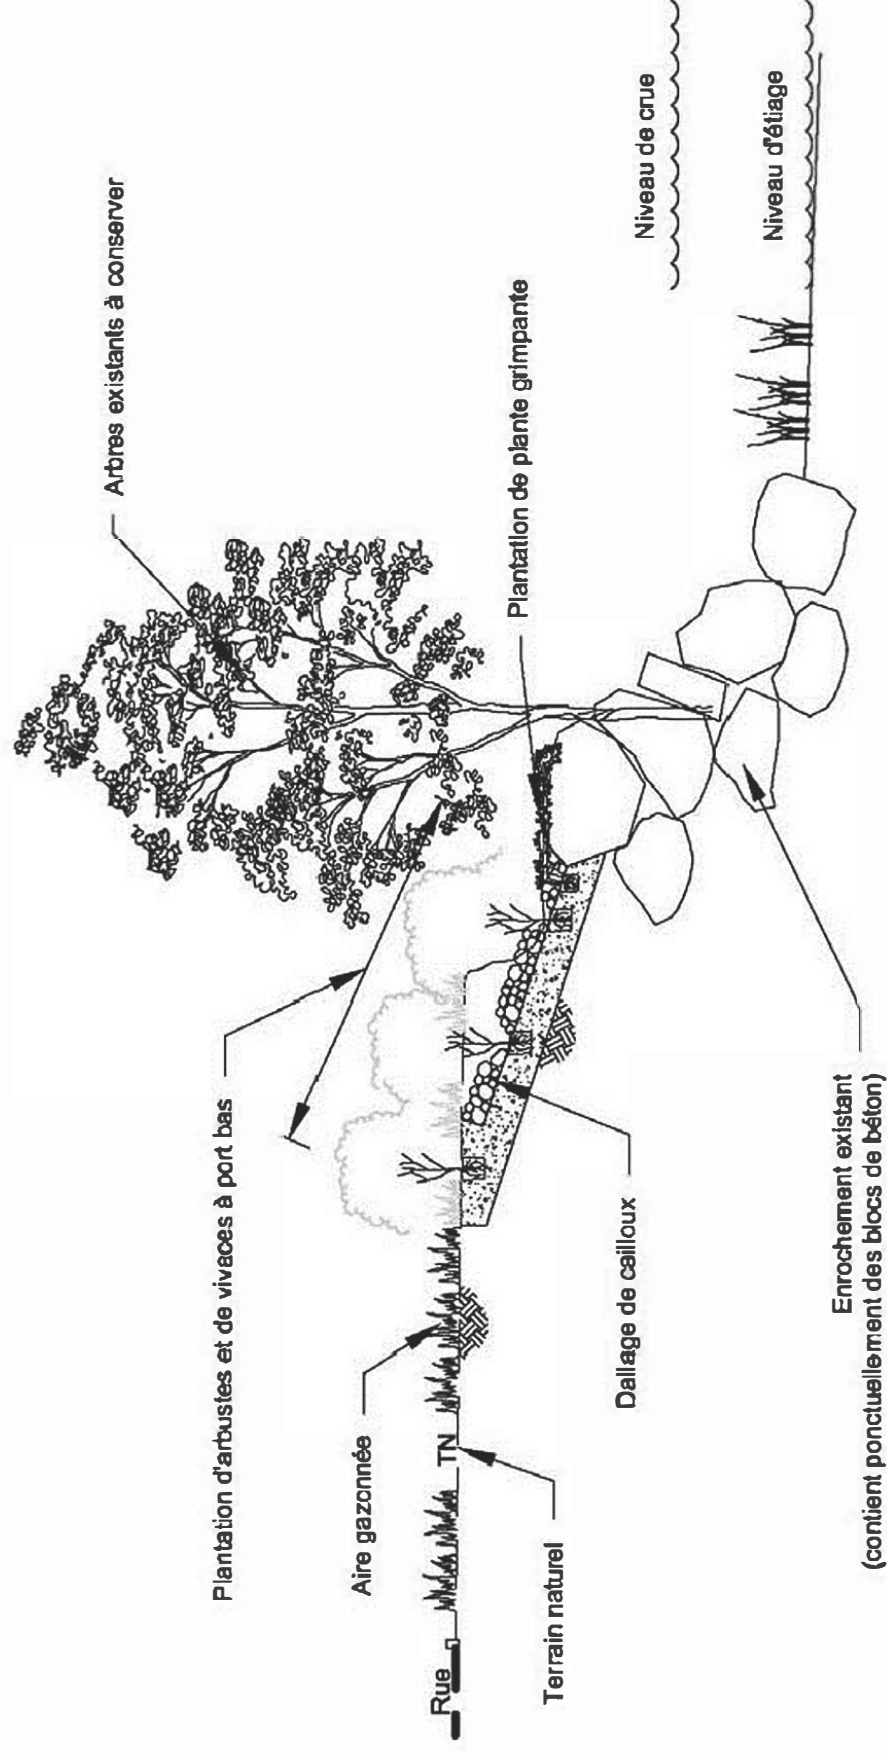 Arbres existants à conserver
Plantation d'arbustes et de vivaces à port bas
Aire gazonnée
Rue
TN
Terrain naturel
Plantation de plante grimpante
Niveau de crue
Niveau d'étiage
Dallage de cailloux
Enrochement existant
(contient ponctuellement des blocs de béton)